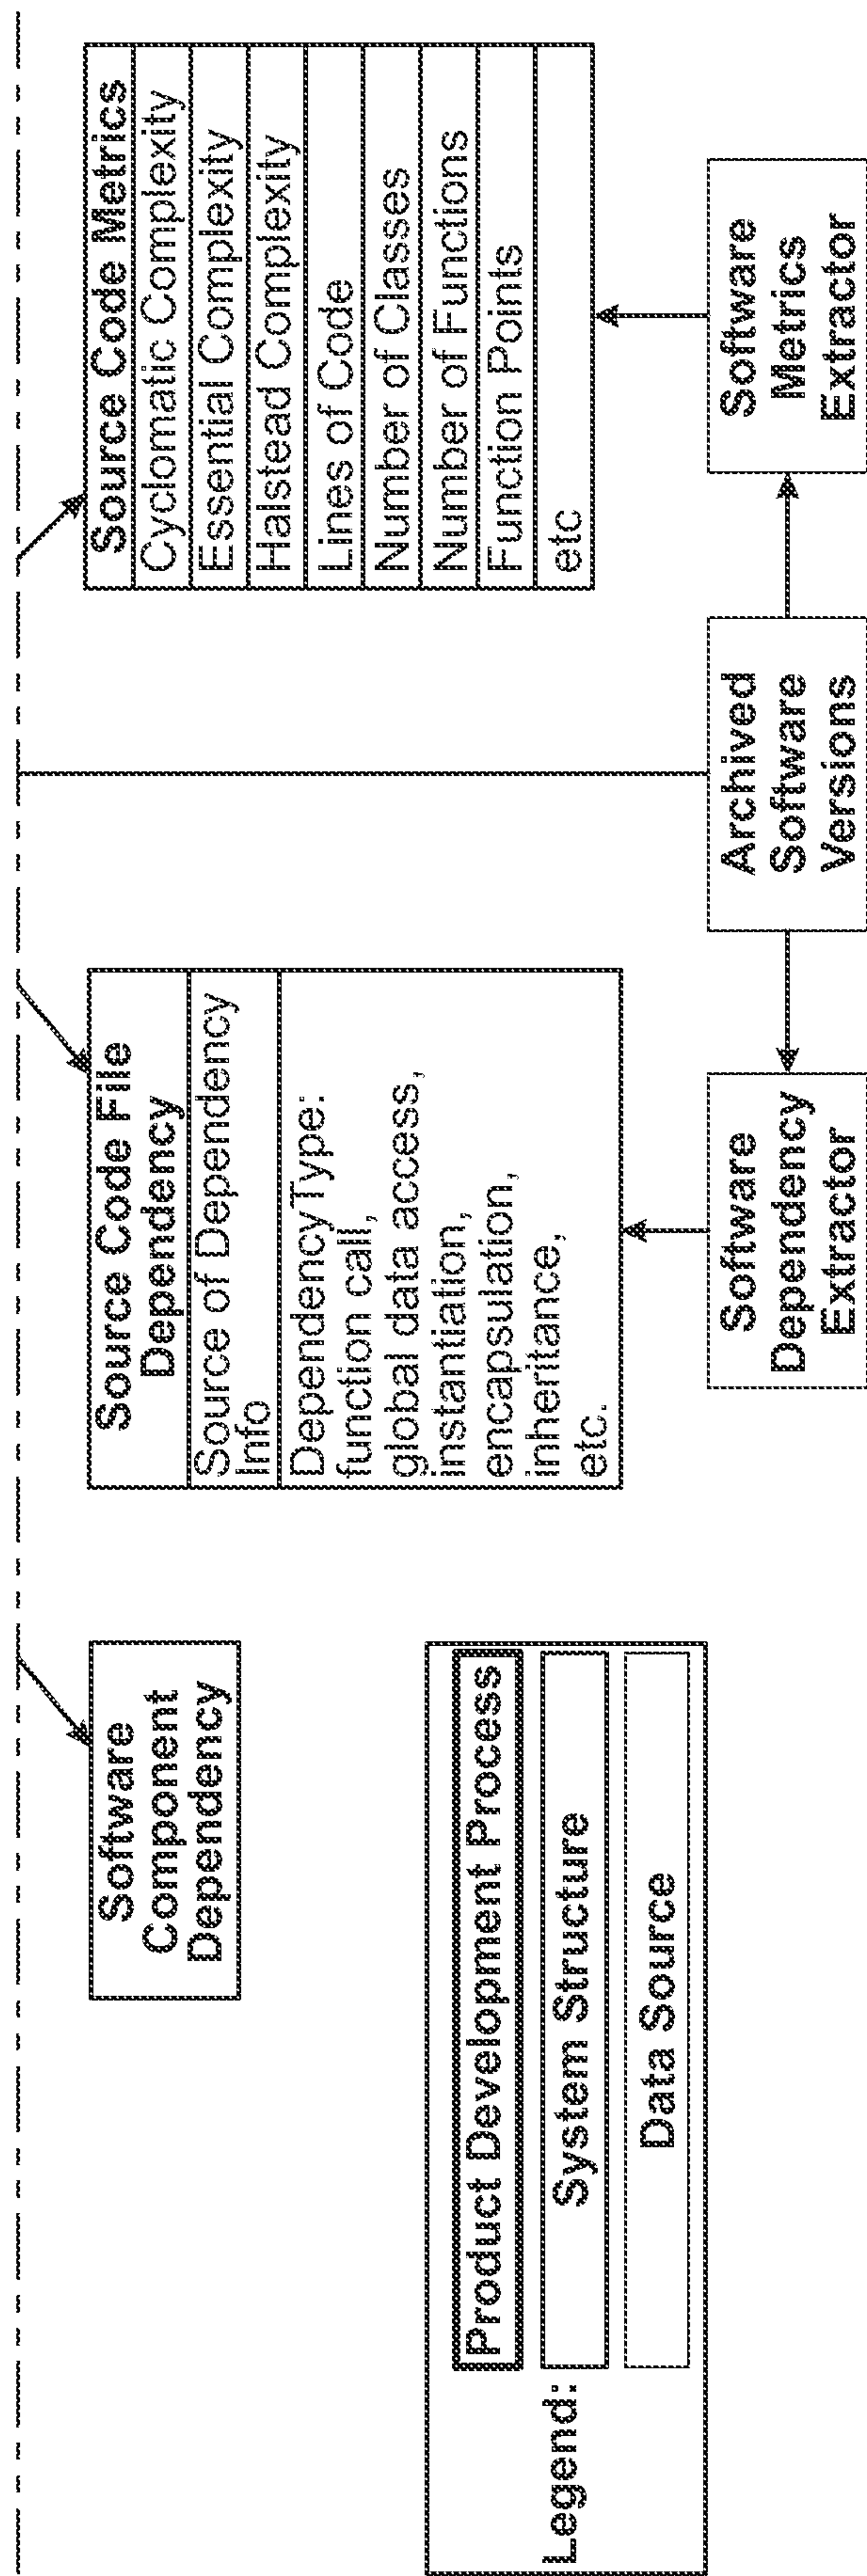 Software
Component
Dependency
Source Code File
Dependency
Source of Dependency
Info
DependencyType:
function call,
global data access,
instantiation,
encapsulation,
inheritance,
etc.
Source Code Metrics
Cyclomatic Complexity
Essential Complexity
Halstead Complexity
Lines of Code
Number of Classes
Number of Functions
Function Points
etc
Legend:
Product Development Process
System Structure
Data Source
Software
Dependency
Extractor
Archived
Software
Versions
Software
Metrics
Extractor